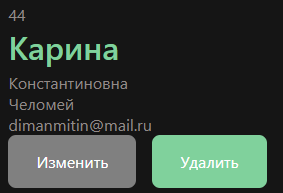 44
Карина
Константиновна
Челомей
dimanmitin@mail.ru
Изменить Удалить